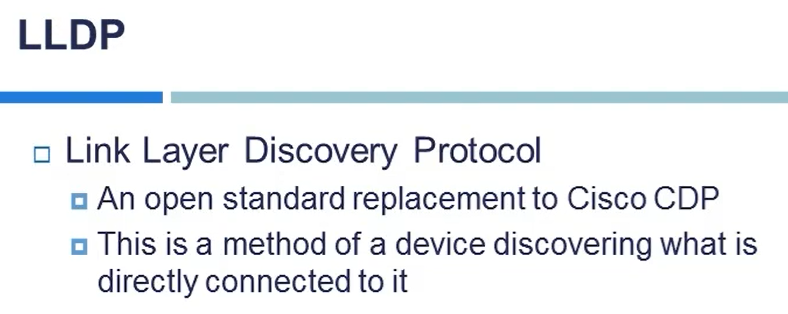 LLDP
Link Layer Discovery Protocol
An open standard replacement to Cisco CDP
This is a method of a device discovering what is
directly connected to it